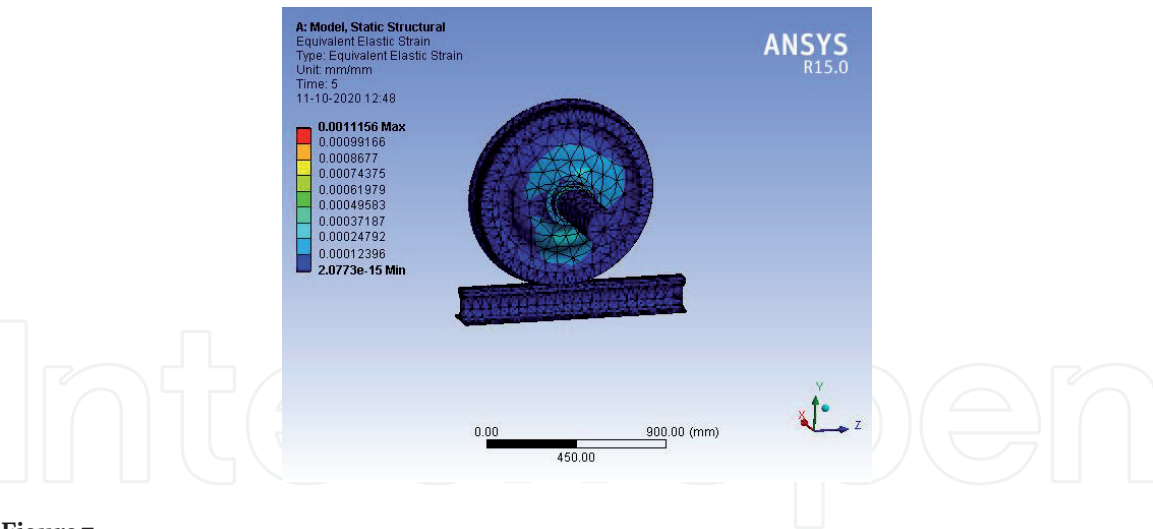 A: Model, Static Structural
Equivalent Elastic Strain
Type: Equivalent Elastic Strain
Unit: mm/mm
Time: 5
11-10-2020 12:48
ANSYS
R15.0
0.0011156 Max
0.00099166
0.0008677
0.00074375
0.00061979
0.00049583
0.00037187
0.00024792
0.00012396
2.0773e-15 Min
Y
X
Z
0.00
900.00 (mm)
450.00
IntechOpen
Figure 7.